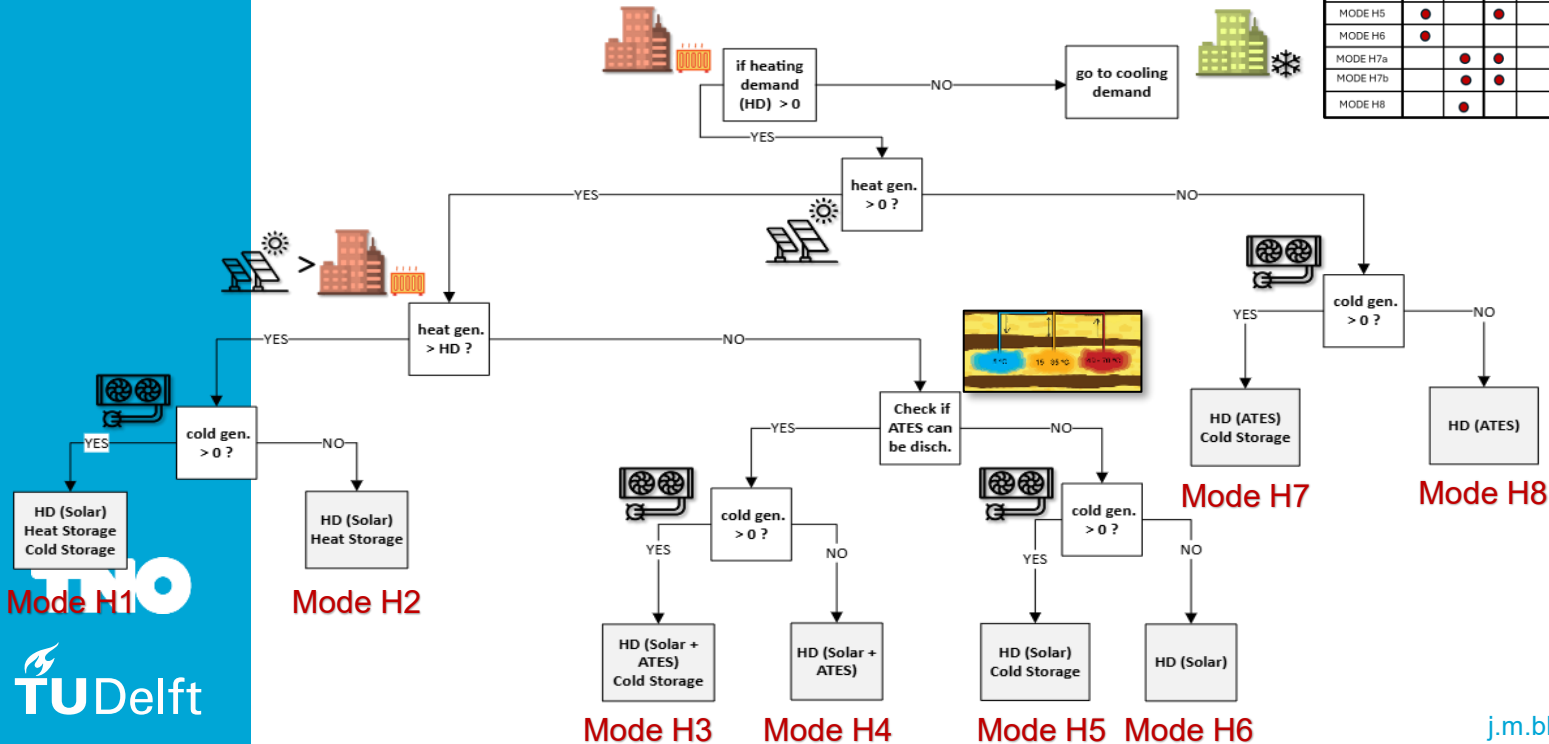 MODE H5
MODE H6
MODE H7a
MODE H7b
MODE H8
if heating
demand
(HD) > 0
NO
go to cooling
demand
YES
heat gen.
> 0 ?
YES
NO
>
heat gen.
> HD ?
YES
NO
cold gen.
> 0 ?
YES
NO
Check if
ATES can
be disch.
YES
NO
cold gen.
> 0 ?
YES
NO
HD (Solar)
Heat Storage
Cold Storage
Mode H1
HD (Solar)
Heat Storage
Mode H2
cold gen.
> 0 ?
YES
NO
cold gen.
> 0 ?
YES
NO
HD (ATES)
Cold Storage
Mode H7
HD (ATES)
Mode H8
HD (Solar +
ATES)
Cold Storage
Mode H3
HD (Solar +
ATES)
Mode H4
HD (Solar)
Cold Storage
Mode H5
HD (Solar)
Mode H6
TNO
TUDelft